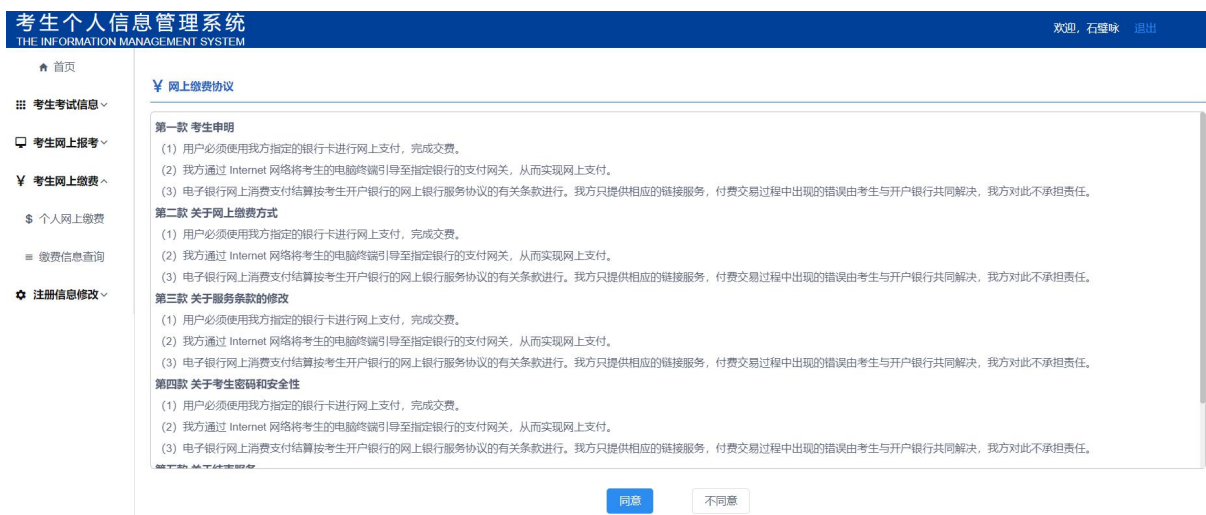 考生个人信息管理系统
THE INFORMATION MANAGEMENT SYSTEM
欢迎, 石璧咏 退出
首页
考生考试信息
考生网上报考
¥ 考生网上缴费
$ 个人网上缴费
缴费信息查询
注册信息修改
¥ 网上缴费协议
第一款 考生申明
(1) 用户必须使用我方指定的银行卡进行网上支付, 完成交费。
(2) 我方通过 Internet 网络将考生的电脑终端引导至指定银行的支付网关, 从而实现网上支付。
(3) 电子银行网上消费支付结算按考生开户银行的网上银行服务协议的有关条款进行。我方只提供相应的链接服务, 付费交易过程中出现的错误由考生与开户银行共同解决, 我方对此不承担责任。
第二款 关于网上缴费方式
(1) 用户必须使用我方指定的银行卡进行网上支付, 完成交费。
(2) 我方通过 Internet 网络将考生的电脑终端引导至指定银行的支付网关, 从而实现网上支付。
(3) 电子银行网上消费支付结算按考生开户银行的网上银行服务协议的有关条款进行。我方只提供相应的链接服务, 付费交易过程中出现的错误由考生与开户银行共同解决, 我方对此不承担责任。
第三款 关于服务条款的修改
(1) 用户必须使用我方指定的银行卡进行网上支付, 完成交费。
(2) 我方通过 Internet 网络将考生的电脑终端引导至指定银行的支付网关, 从而实现网上支付。
(3) 电子银行网上消费支付结算按考生开户银行的网上银行服务协议的有关条款进行。我方只提供相应的链接服务, 付费交易过程中出现的错误由考生与开户银行共同解决, 我方对此不承担责任。
第四款 关于考生密码和安全性
(1) 用户必须使用我方指定的银行卡进行网上支付, 完成交费。
(2) 我方通过 Internet 网络将考生的电脑终端引导至指定银行的支付网关, 从而实现网上支付。
(3) 电子银行网上消费支付结算按考生开户银行的网上银行服务协议的有关条款进行。我方只提供相应的链接服务, 付费交易过程中出现的错误由考生与开户银行共同解决, 我方对此不承担责任。
同意 不同意